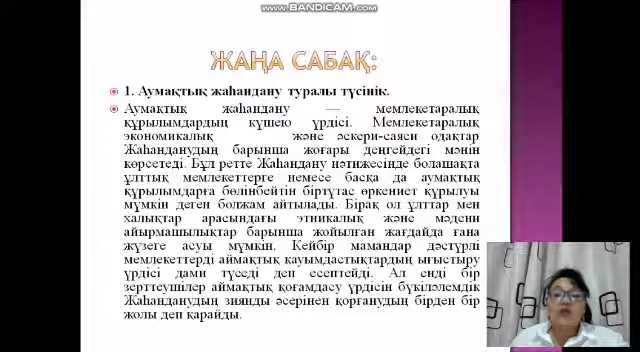 WWW.BANDICAM.COM
ЖАҢА САБАҚ:
1. Аумақтық жаһандану туралы түсінік.
Аумақтық жаһандану — мемлекетаралық
құрылымдардың күшею үрдісі. Мемлекетаралық
экономикалық және әскери-саяси одақтар
Жаһанданудың барынша жоғары деңгейдегі мәнін
көрсетеді. Бұл ретте Жаһандану нәтижесінде болашақта
ұлттық мемлекеттерге немесе басқа да аумақтық
құрылымдарға бөлінбейтін біртұтас өркениет құрылуы
мүмкін деген болжам айтылады. Бірақ ол ұлттар мен
халықтар арасындағы этникалық және мәдени
айырмашылықтар барынша жойылған жағдайда ғана
жүзеге асуы мүмкін. Кейбір мамандар дәстүрлі
мемлекеттерді аймақтық қауымдастықтардың ығыстыру
үрдісі дами түседі деп есептейді. Ал енді бір
зерттеушілер аймақтық қоғамдасу үрдісін бүкіләлемдік
Жаһанданудың зиянды әсерінен қорғанудың бірден бір
жолы деп қарайды.